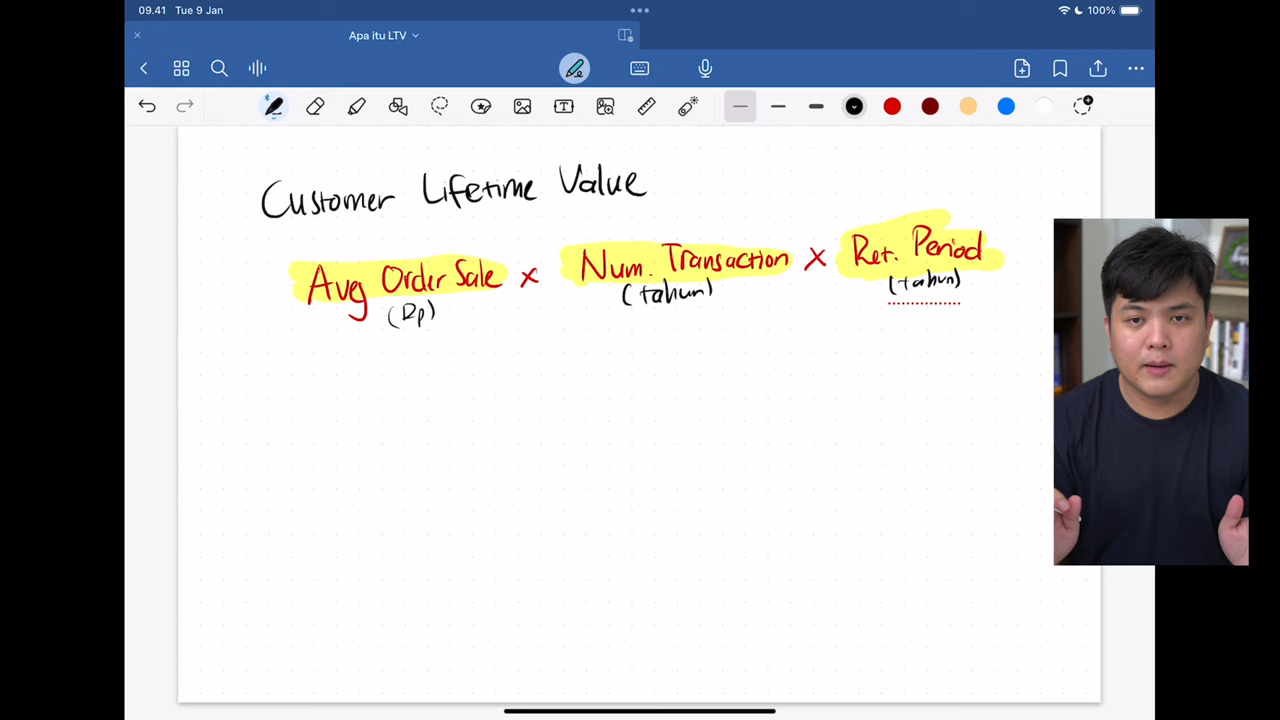 09.41 Tue 9 Jan
100%
Apa itu LTV
Customer Lifetime Value
Avg Order Sale x Num. Transaction x Ret. Period
(Rp) (tahun) (tahun)